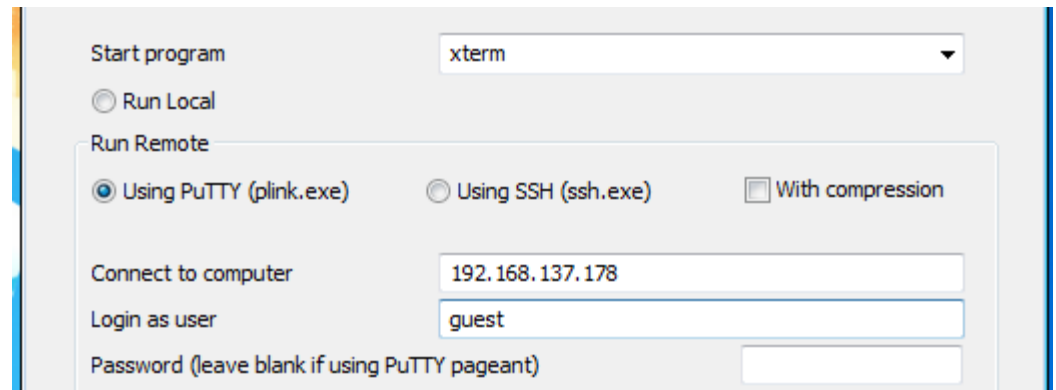 Start program xterm
Run Local
Run Remote
Using PuTTY (plink.exe) Using SSH (ssh.exe) With compression
Connect to computer 192.168.137.178
Login as user guest
Password (leave blank if using PuTTY pageant)